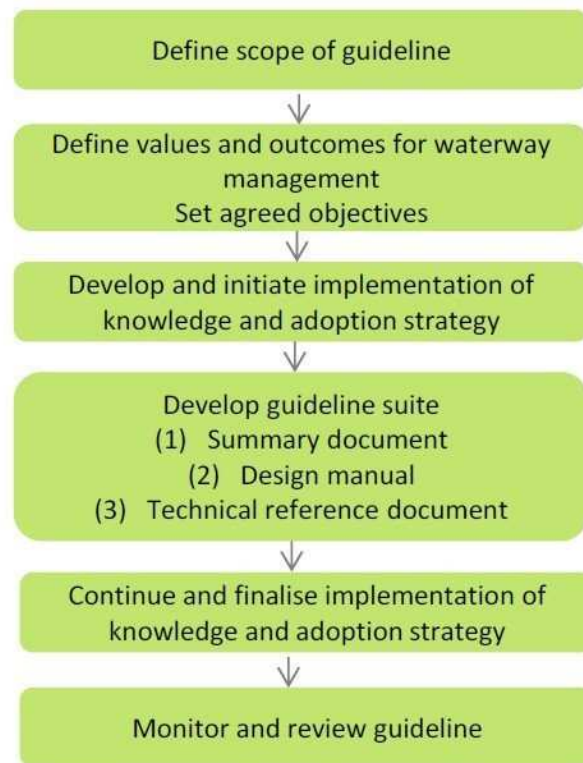 Define scope of guideline
Define values and outcomes for waterway
management
Set agreed objectives
Develop and initiate implementation of
knowledge and adoption strategy
Develop guideline suite
(1) Summary document
(2) Design manual
(3) Technical reference document
Continue and finalise implementation of
knowledge and adoption strategy
Monitor and review guideline